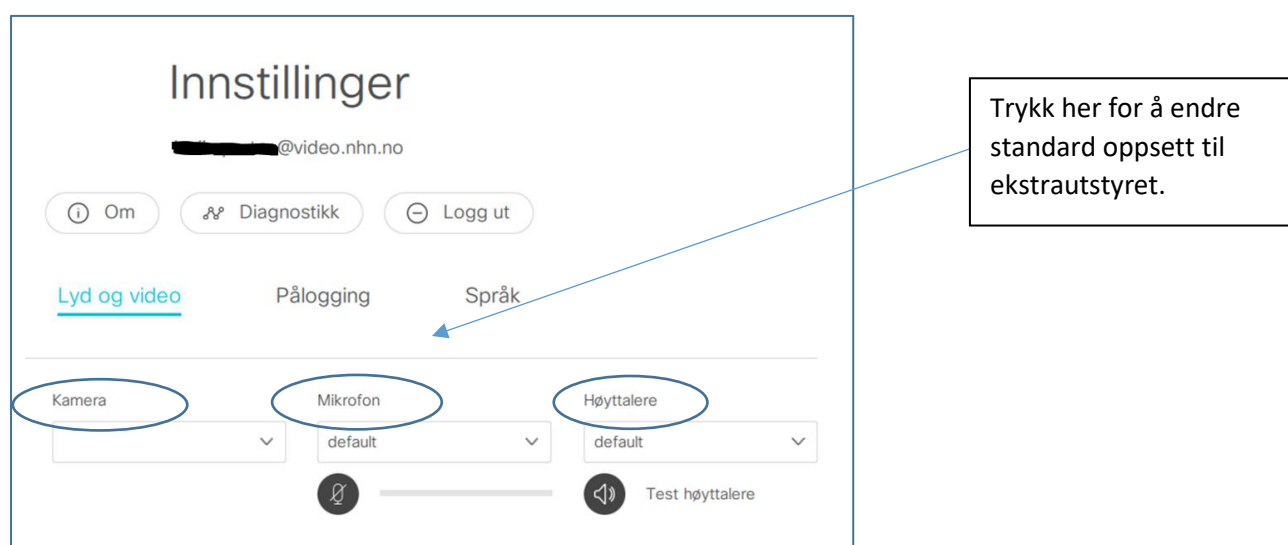 Innstillinger
@video.nhn.no
Om Diagnostikk Logg ut
Lyd og video Pålogging Språk
Kamera Mikrofon Høyttalere
default default
Test høyttalere
Trykk her for å endre
standard oppsett til
ekstrautstyret.